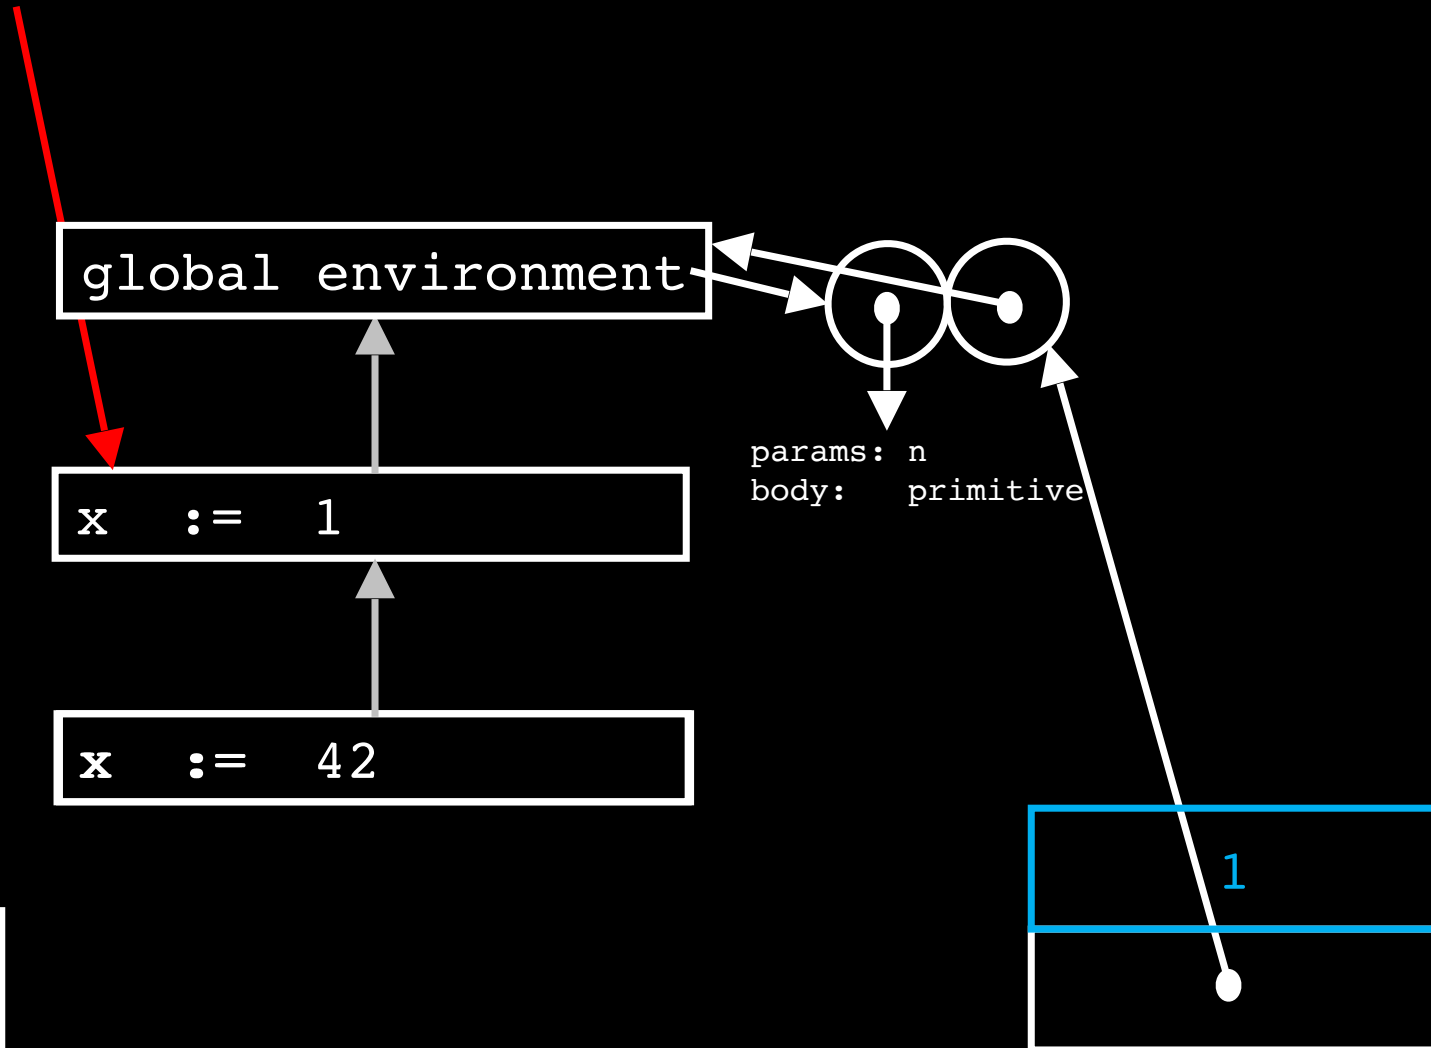 global environment
params: n
body:   primitive
x  :=  1
x  :=  42
1